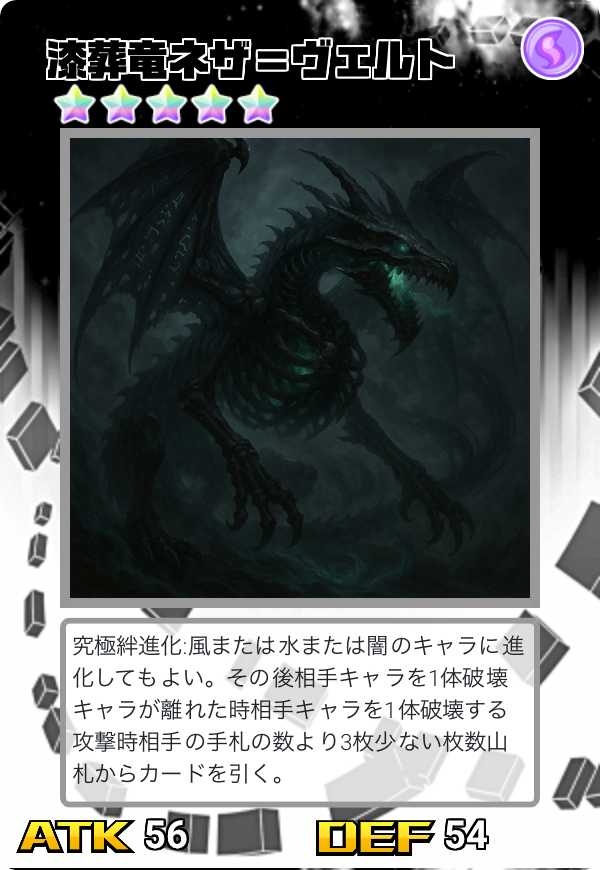 漆葬竜ネザ＝ヴェルト
究極絆進化:風または水または闇のキャラに進
化してもよい。その後相手キャラを1体破壊
キャラが離れた時相手キャラを1体破壊する
攻撃時相手の手札の数より3枚少ない枚数山
札からカードを引く。
ATK 56 DEF 54